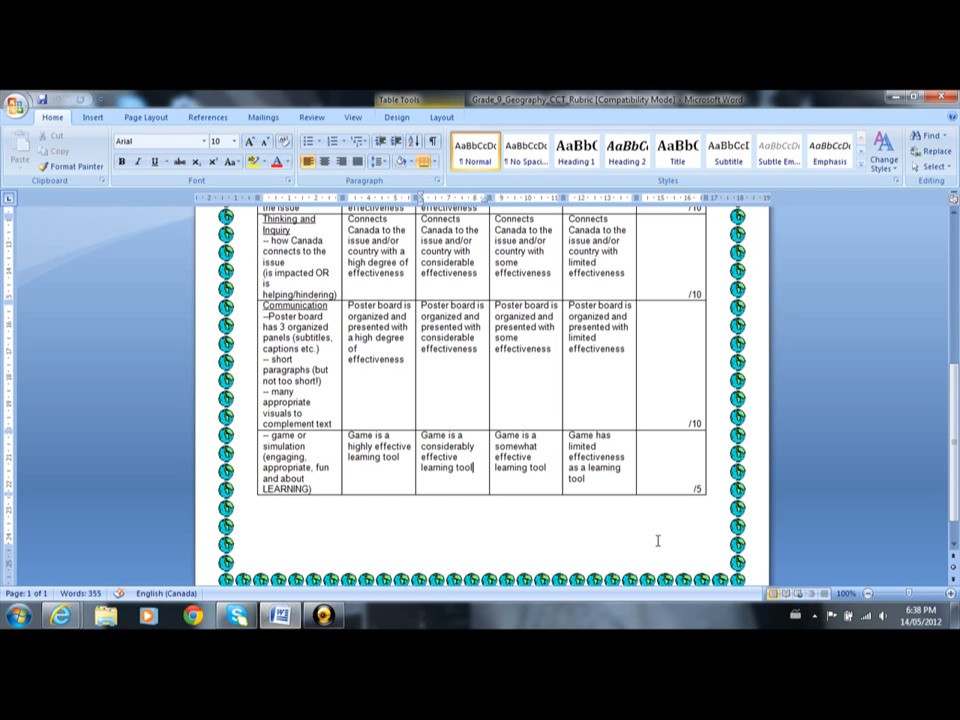 Table Tools
Grade_9_Geography_CCT_Rubric [Compatibility Mode] - Microsoft Word
Home Insert Page Layout References Mailings Review View Design Layout
Paste
Cut
Copy
Format Painter
Clipboard
Arial 10
Font
Paragraph
AaBbCcDc AaBbCcDc AaBbC AaBbCc AaBb( AaBbCcI AaBbCcDc AaBbCcDc
¶ Normal ¶ No Spaci... Heading 1 Heading 2 Title Subtitle Subtle Em... Emphasis
Styles
Change
Styles
Find
Replace
Select
Editing
the issue effectiveness effectiveness /10
Thinking and
Inquiry
-- how Canada
connects to the
issue
(is impacted OR
is
helping/hindering)
Connects
Canada to the
issue and/or
country with a
high degree of
effectiveness
Connects
Canada to the
issue and/or
country with
considerable
effectiveness
Connects
Canada to the
issue and/or
country with
some
effectiveness
Connects
Canada to the
issue and/or
country with
limited
effectiveness
/10
Communication
--Poster board
has 3 organized
panels (subtitles,
captions etc.)
-- short
paragraphs (but
not too short!)
-- many
appropriate
visuals to
complement text
Poster board is
organized and
presented with
a high degree
of
effectiveness
Poster board is
organized and
presented with
considerable
effectiveness
Poster board is
organized and
presented with
some
effectiveness
Poster board is
organized and
presented with
limited
effectiveness
/10
-- game or
simulation
(engaging,
appropriate, fun
and about
LEARNING)
Game is a
highly effective
learning tool
Game is a
considerably
effective
learning tool
Game is a
somewhat
effective
learning tool
Game has
limited
effectiveness
as a learning
tool
/5
Page: 1 of 1 Words: 355 English (Canada) 100%
6:38 PM
14/05/2012